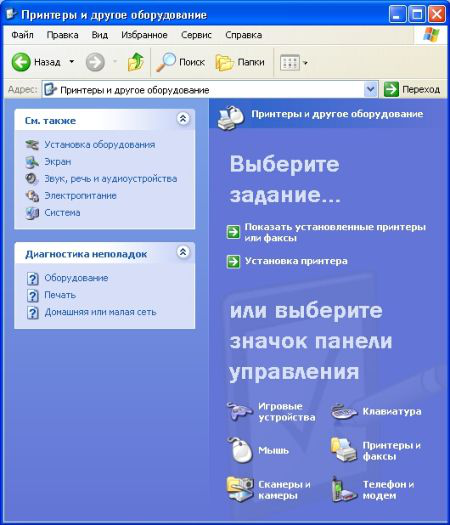 Принтеры и другое оборудование
Файл Правка Вид Избранное Сервис Справка
Назад Поиск Папки
Адрес: Принтеры и другое оборудование Переход
См. также
Установка оборудования
Экран
Звук, речь и аудиоустройства
Электропитание
Система
Диагностика неполадок
Оборудование
Печать
Домашняя или малая сеть
Принтеры и другое оборудование
Выберите
задание...
Показать установленные принтеры
или факсы
Установка принтера
или выберите
значок панели
управления
Игровые
устройства
Клавиатура
Мышь
Принтеры и
факсы
Сканеры и
камеры
Телефон и
модем